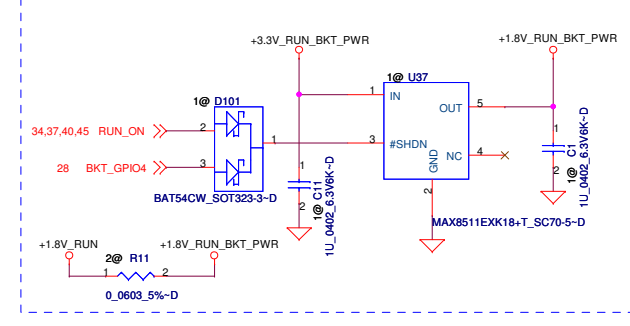 +3.3V_RUN_BKT_PWR
+1.8V_RUN_BKT_PWR
1@ U37
1
IN
OUT
5
1@ D101
34,37,40,45 RUN_ON
2
1
3
#SHDN
NC
4
GND
2
28 BKT_GPIO4
3
BAT54CW_SOT323-3~D
1
2
1@ C11
1U_0402_6.3V6K~D
1
2
1@ C1
1U_0402_6.3V6K~D
MAX8511EXK18+T_SC70-5~D
+1.8V_RUN
+1.8V_RUN_BKT_PWR
2@ R11
1
2
0_0603_5%~D